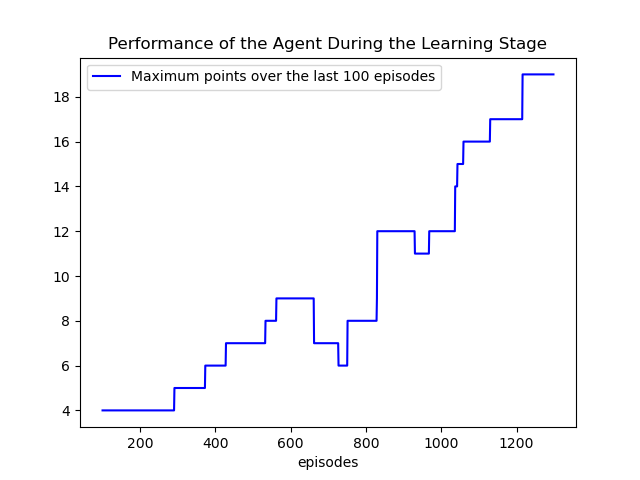 Performance of the Agent During the Learning Stage
Maximum points over the last 100 episodes
18
16
14
12
10
8
6
4
200 400 600 800 1000 1200
episodes